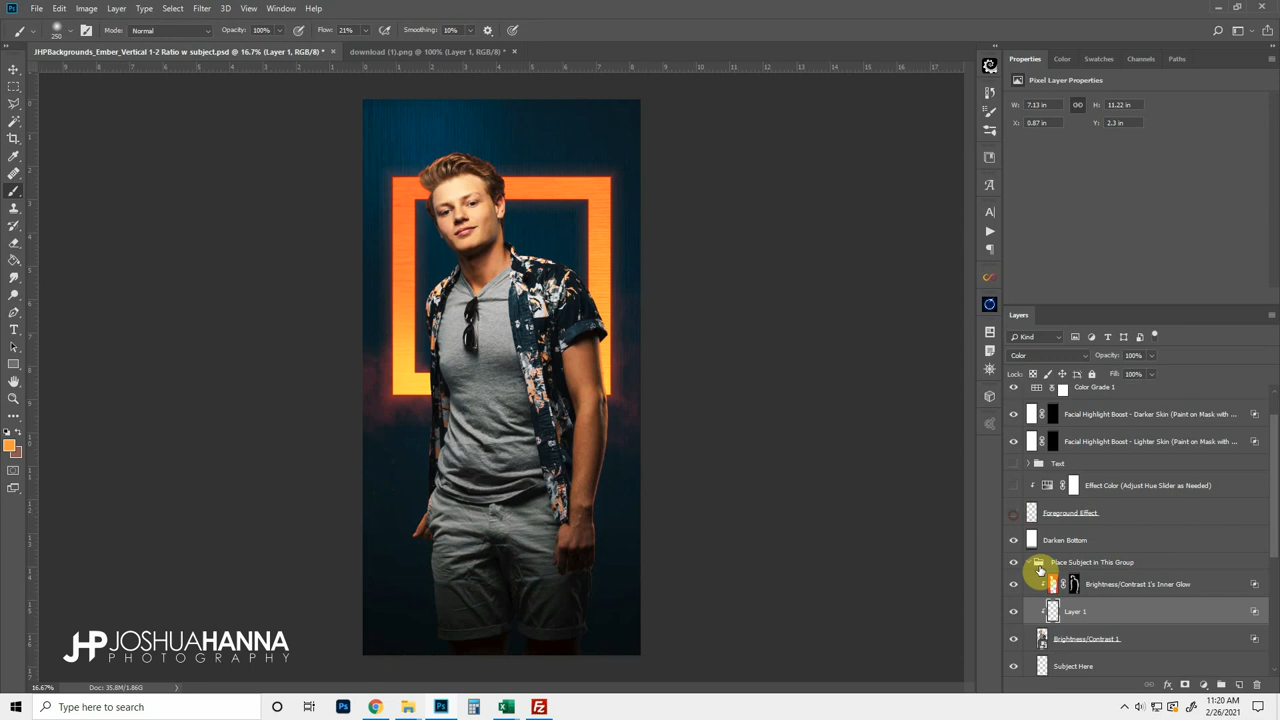 Ps File Edit Image Layer Type Select Filter 3D View Window Help
250 Mode: Normal Opacity: 100% Flow: 21% Smoothing: 10%
JHPBackgrounds_Ember_Vertical 1-2 Ratio w subject.psd @ 16.7% (Layer 1, RGB/8) * × download (1).png @ 100% (Layer 1, RGB/8) * ×
Properties Color Swatches Channels Paths
Pixel Layer Properties
W: 7.13 in H: 11.22 in
X: 0.87 in Y: 2.3 in
Layers
Kind
Color Opacity: 100%
Lock: Fill: 100%
Color Grade 1
Facial Highlight Boost - Darker Skin (Paint on Mask with ...
Facial Highlight Boost - Lighter Skin (Paint on Mask with ...
Text
Effect Color (Adjust Hue Slider as Needed)
Foreground Effect
Darken Bottom
Place Subject in This Group
Brightness/Contrast 1's Inner Glow
Layer 1
Brightness/Contrast 1
Subject Here
JHP JOSHUAHANNA
PHOTOGRAPHY
16.67% Doc: 35.8M/1.86G
Type here to search
11:20 AM
2/26/2021